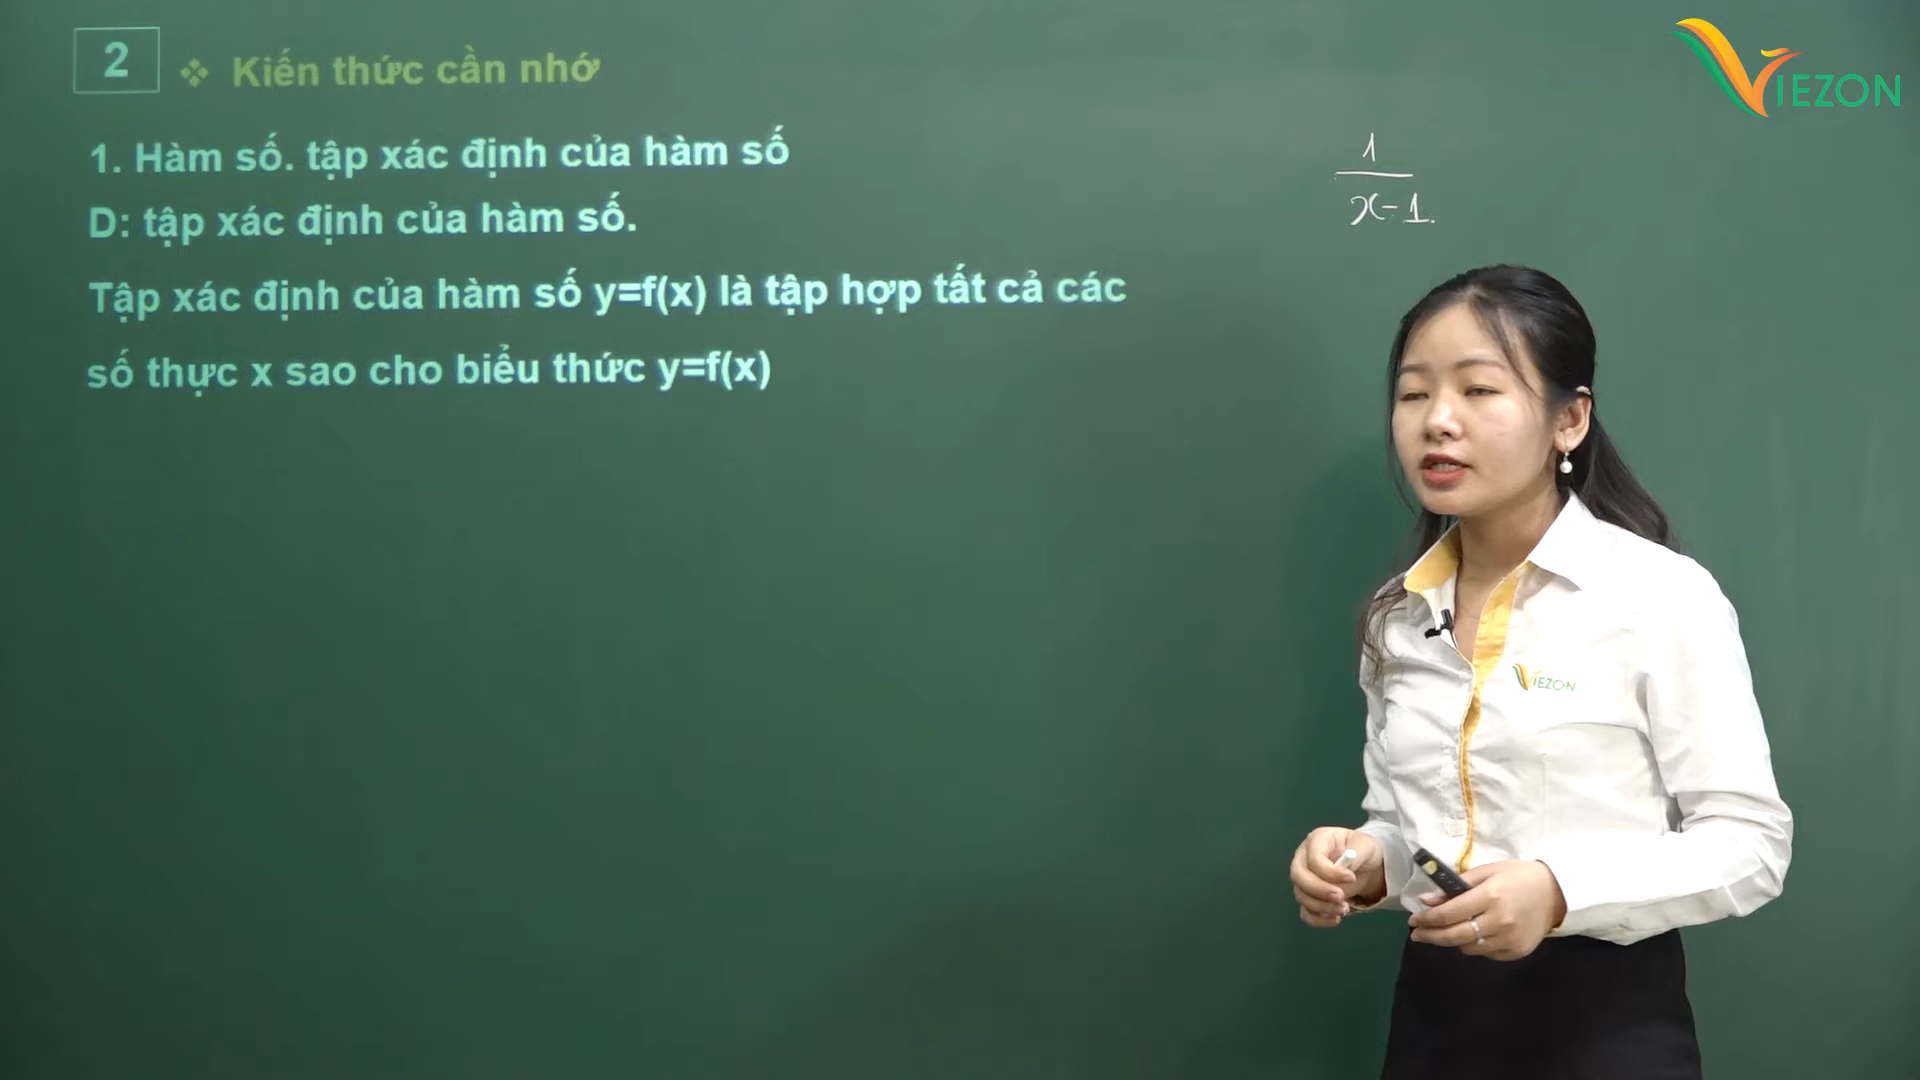 2
❖ Kiến thức cần nhớ
1. Hàm số. tập xác định của hàm số
D: tập xác định của hàm số.
Tập xác định của hàm số y=f(x) là tập hợp tất cả các
số thực x sao cho biểu thức y=f(x)
1
x-1.
VIEZON
VIEZON